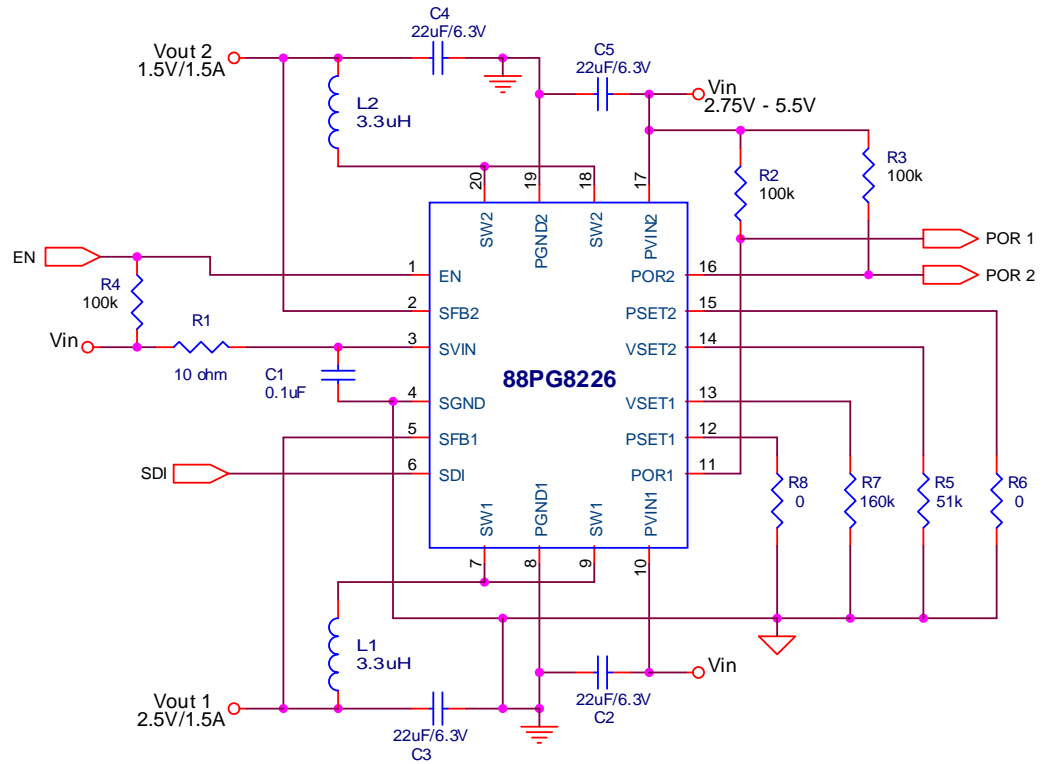 C4
22uF/6.3V
Vout 2
1.5V/1.5A
C5
22uF/6.3V
Vin
2.75V - 5.5V
L2
3.3uH
R2
100k
R3
100k
20
19
18
17
SW2
PGND2
SW2
PVIN2
POR 1
EN
1
EN
POR2
16
POR 2
R4
100k
2
SFB2
PSET2
15
R1
Vin
3
SVIN
VSET2
14
10 ohm
C1
0.1uF
88PG8226
4
SGND
VSET1
13
5
SFB1
PSET1
12
SDI
6
SDI
POR1
11
R8
0
R7
160k
R5
51k
R6
0
SW1
PGND1
SW1
PVIN1
7
8
9
10
L1
3.3uH
Vin
22uF/6.3V
C2
Vout 1
2.5V/1.5A
22uF/6.3V
C3